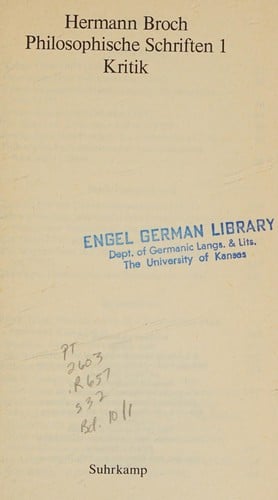 Hermann Broch
Philosophische Schriften 1
Kritik
ENGEL GERMAN LIBRARY
Dept. of Germanic Langs. & Lits.
The University of Kansas
PT
2603
.R657
S32
Bd. 10/1
Suhrkamp